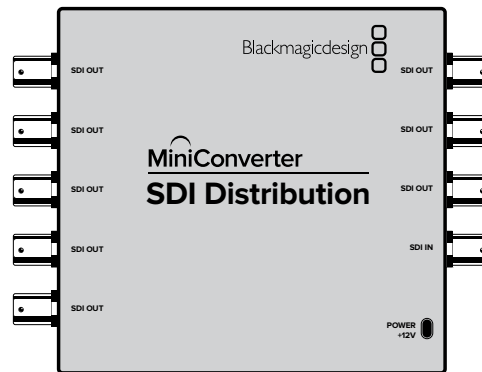 Blackmagicdesign
SDI OUT
SDI OUT
SDI OUT
SDI OUT
MiniConverter
SDI Distribution
SDI OUT
SDI OUT
SDI OUT
SDI IN
SDI OUT
POWER
+12V